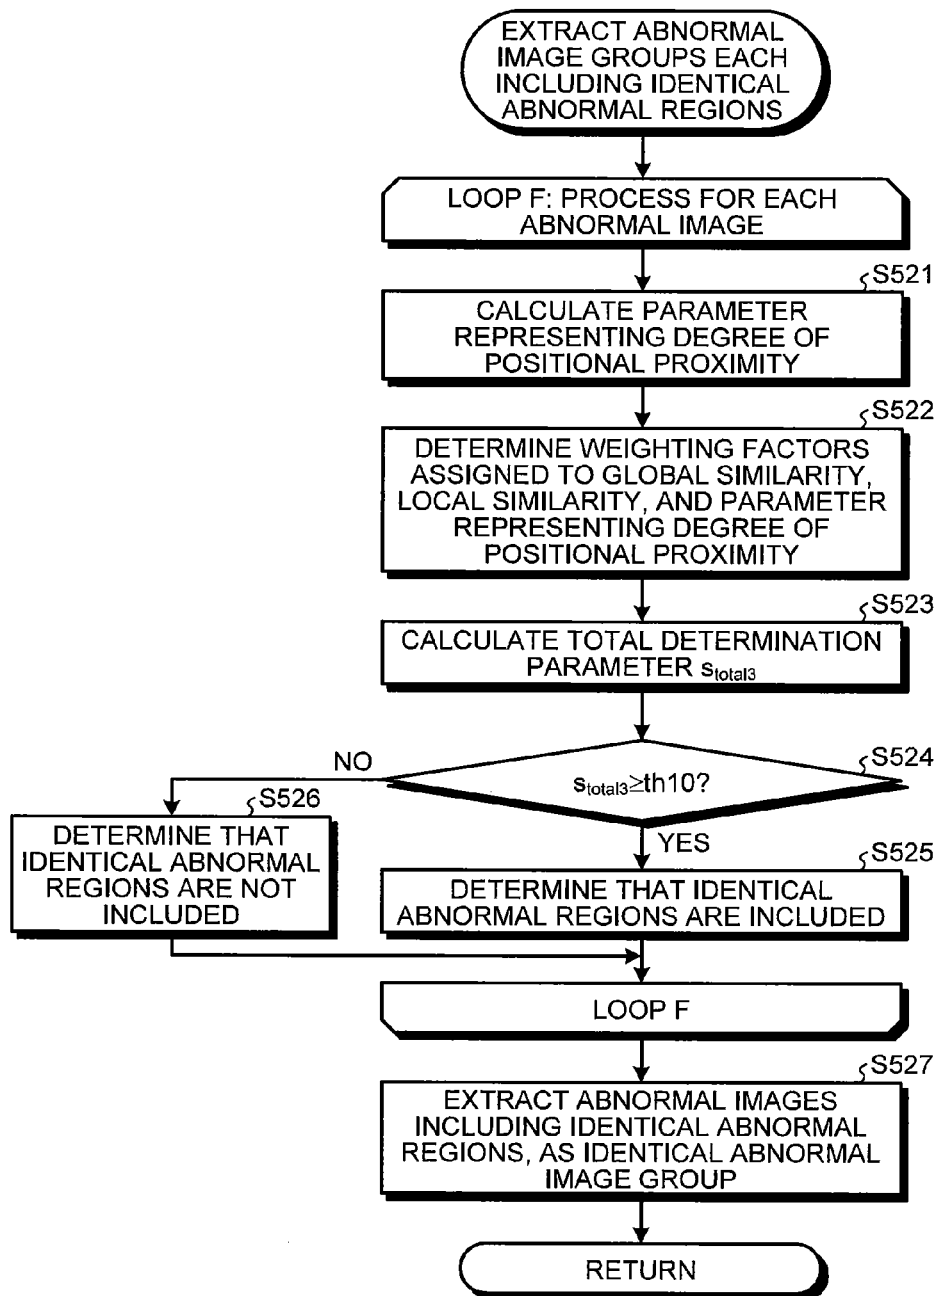 EXTRACT ABNORMAL
IMAGE GROUPS EACH
INCLUDING IDENTICAL
ABNORMAL REGIONS
LOOP F: PROCESS FOR EACH
ABNORMAL IMAGE
S521
CALCULATE PARAMETER
REPRESENTING DEGREE OF
POSITIONAL PROXIMITY
S522
DETERMINE WEIGHTING FACTORS
ASSIGNED TO GLOBAL SIMILARITY,
LOCAL SIMILARITY, AND PARAMETER
REPRESENTING DEGREE OF
POSITIONAL PROXIMITY
S523
CALCULATE TOTAL DETERMINATION
PARAMETER stotal3
S524
stotal3≥th10?
NO
YES
S526
DETERMINE THAT
IDENTICAL ABNORMAL
REGIONS ARE NOT
INCLUDED
S525
DETERMINE THAT IDENTICAL
ABNORMAL REGIONS ARE INCLUDED
LOOP F
S527
EXTRACT ABNORMAL IMAGES
INCLUDING IDENTICAL ABNORMAL
REGIONS, AS IDENTICAL ABNORMAL
IMAGE GROUP
RETURN